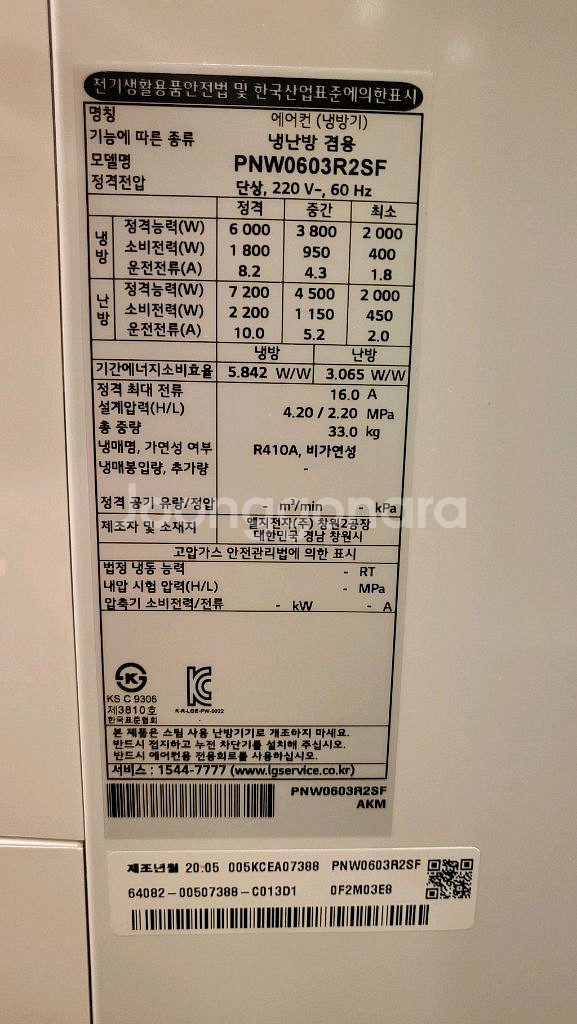 전기생활용품안전법 및 한국산업표준에의한표시
명칭 에어컨 (냉방기)
기능에 따른 종류 냉난방 겸용
모델명 PNW0603R2SF
정격전압 단상, 220 V~, 60 Hz
정격 중간 최소
냉방 정격능력(W) 6 000 3 800 2 000
소비전력(W) 1 800 950 400
운전전류(A) 8.2 4.3 1.8
난방 정격능력(W) 7 200 4 500 2 000
소비전력(W) 2 200 1 150 450
운전전류(A) 10.0 5.2 2.0
냉방 난방
기간에너지소비효율 5.842 W/W 3.065 W/W
정격 최대 전류 16.0 A
설계압력(H/L) 4.20 / 2.20 MPa
총 중량 33.0 kg
냉매명, 가연성 여부 R410A, 비가연성
냉매봉입량, 추가량 -
정격 공기 유량/정압 - m³/min - kPa
Joongonara
제조자 및 소재지 엘지전자(주) 창원2공장
대한민국 경남 창원시
고압가스 안전관리법에 의한 표시
법정 냉동 능력 - RT
내압 시험 압력(H/L) - MPa
압축기 소비전력/전류 - kW - A
KS C 9306
제3810호
한국표준협회
R-R-LGE-PW-0022
본 제품은 스팀 사용 난방기기로 개조하지 마세요.
반드시 접지하고 누전 차단기를 설치해 주십시오.
반드시 에어컨용 전용회로를 사용하십시오.
서비스 : 1544-7777 (www.lgservice.co.kr)
PNW0603R2SF
AKM
제조년월 20.05 005KCEA07388 PNW0603R2SF
64082-00507388-C013D1 0F2M03E8